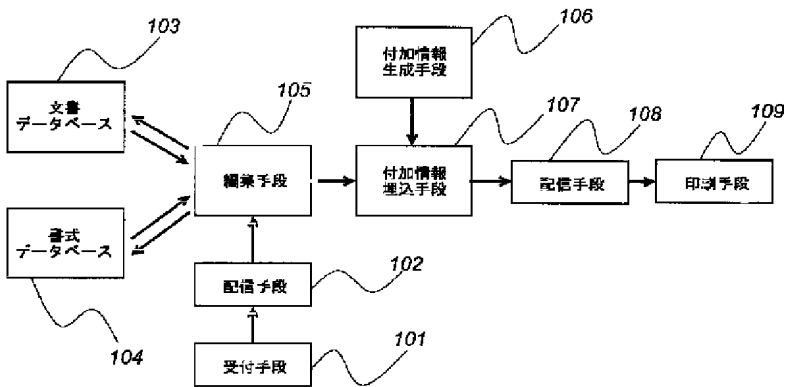 103
文書
データベース
105
編集手段
付加情報
生成手段
106
付加情報
埋込手段
107
配信手段
108
印刷手段
109
書式
データベース
104
配信手段
102
受付手段
101